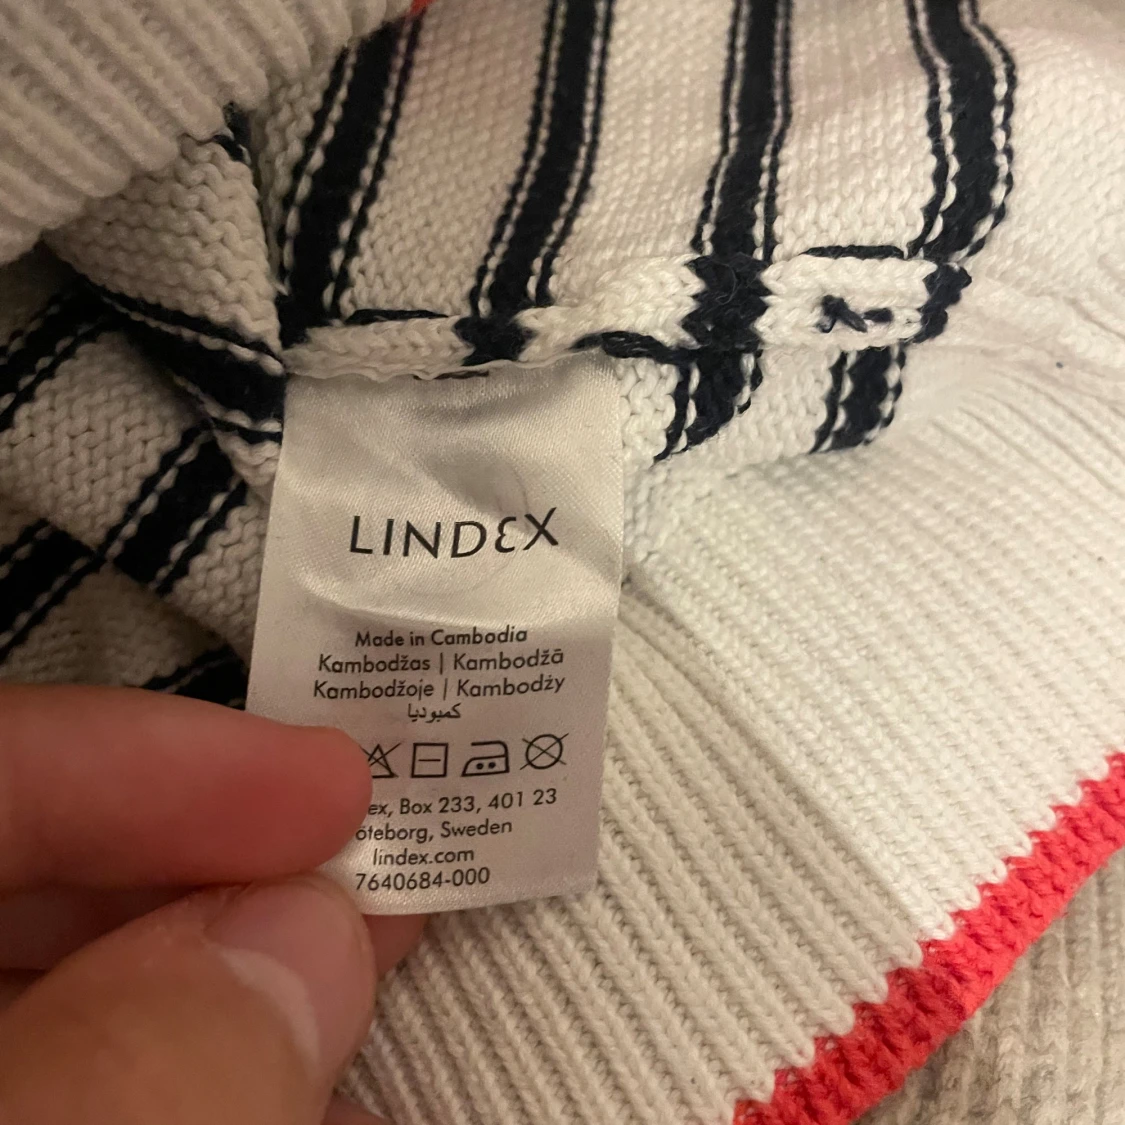 LINDEX
Made in Cambodia
Kambodžas | Kambodžā
Kambodžoje | Kambodży
كمبوديا
ex, Box 233, 401 23
öteborg, Sweden
lindex.com
7640684-000